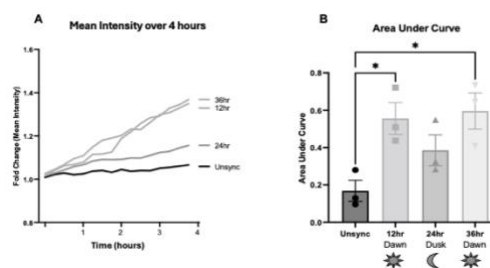 A
Mean Intensity over 4 hours
Fold Change (Mean Intensity)
1.6
1.4
1.2
1.0
0.8
36hr
12hr
24hr
Unsync
0 1 2 3 4
Time (hours)
B
Area Under Curve
Area Under Curve
0.8
0.6
0.4
0.2
0.0
*
*
Unsync 12hr 24hr 36hr
Dawn Dusk Dawn